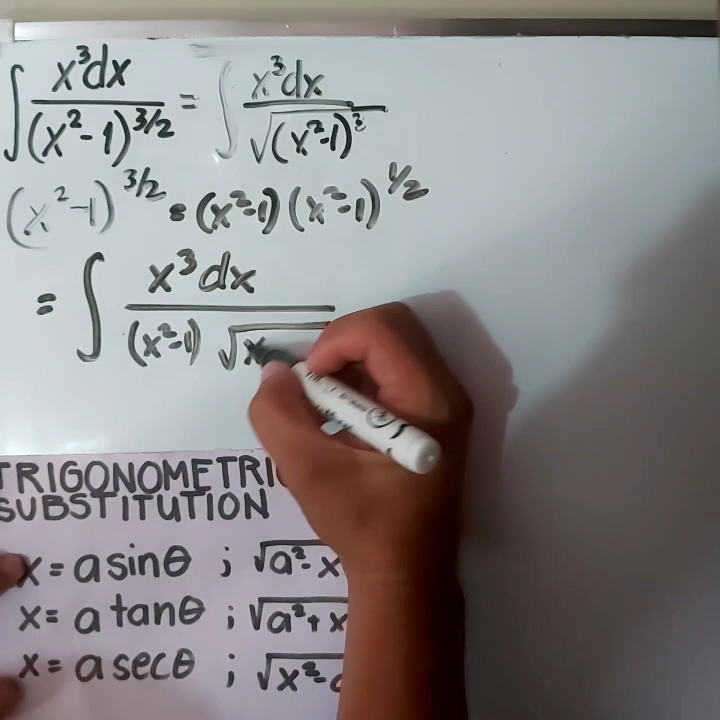 ∫ x³dx / (x²-1)^3/2 = ∫ x³dx / √(x²-1)³
(x²-1)^3/2 = (x²-1)(x²-1)^1/2
= ∫ x³dx / (x²-1) √x
TRIGONOMETRI
SUBSTITUTION
x = a sinθ ; √a²-x
x = a tanθ ; √a²+x
x = a secθ ; √x²-a